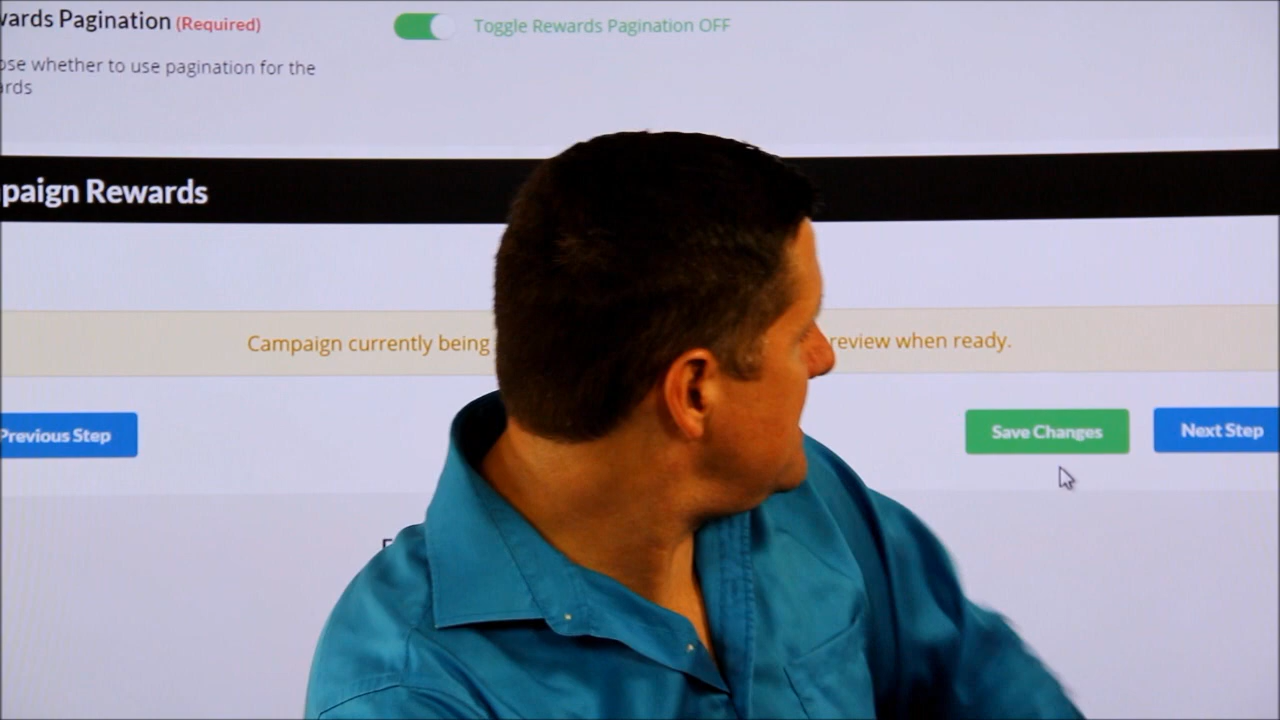 wards Pagination (Required)
Toggle Rewards Pagination OFF
ose whether to use pagination for the
ards
paign Rewards
Campaign currently being
review when ready.
Previous Step
Save Changes
Next Step